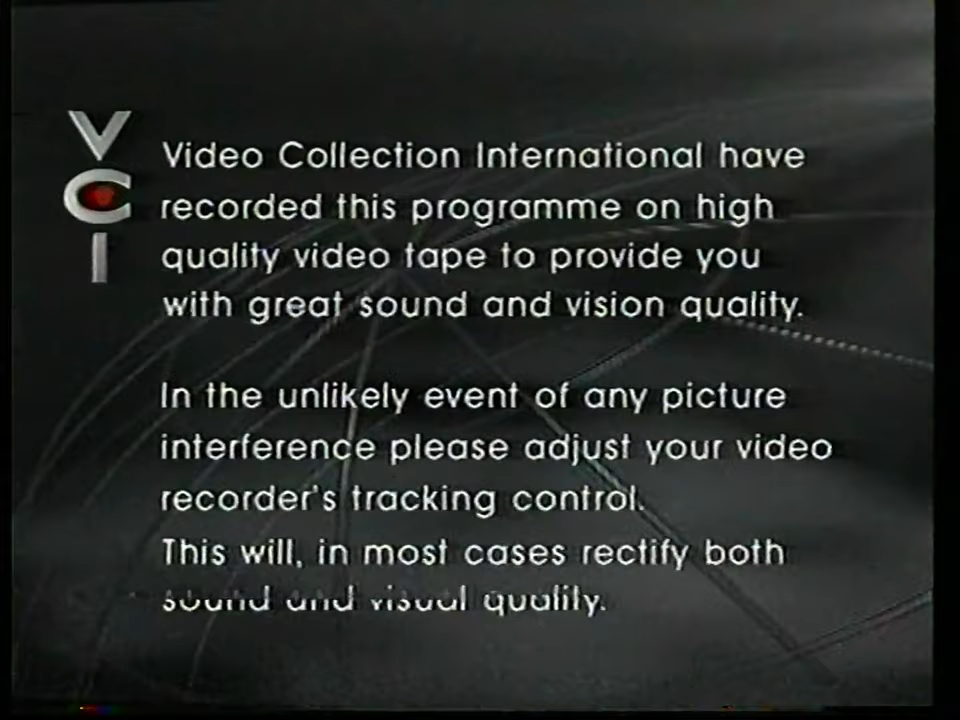 VCI
Video Collection International have
recorded this programme on high
quality video tape to provide you
with great sound and vision quality.
In the unlikely event of any picture
interference please adjust your video
recorder's tracking control.
This will, in most cases rectify both
sound and visual quality.